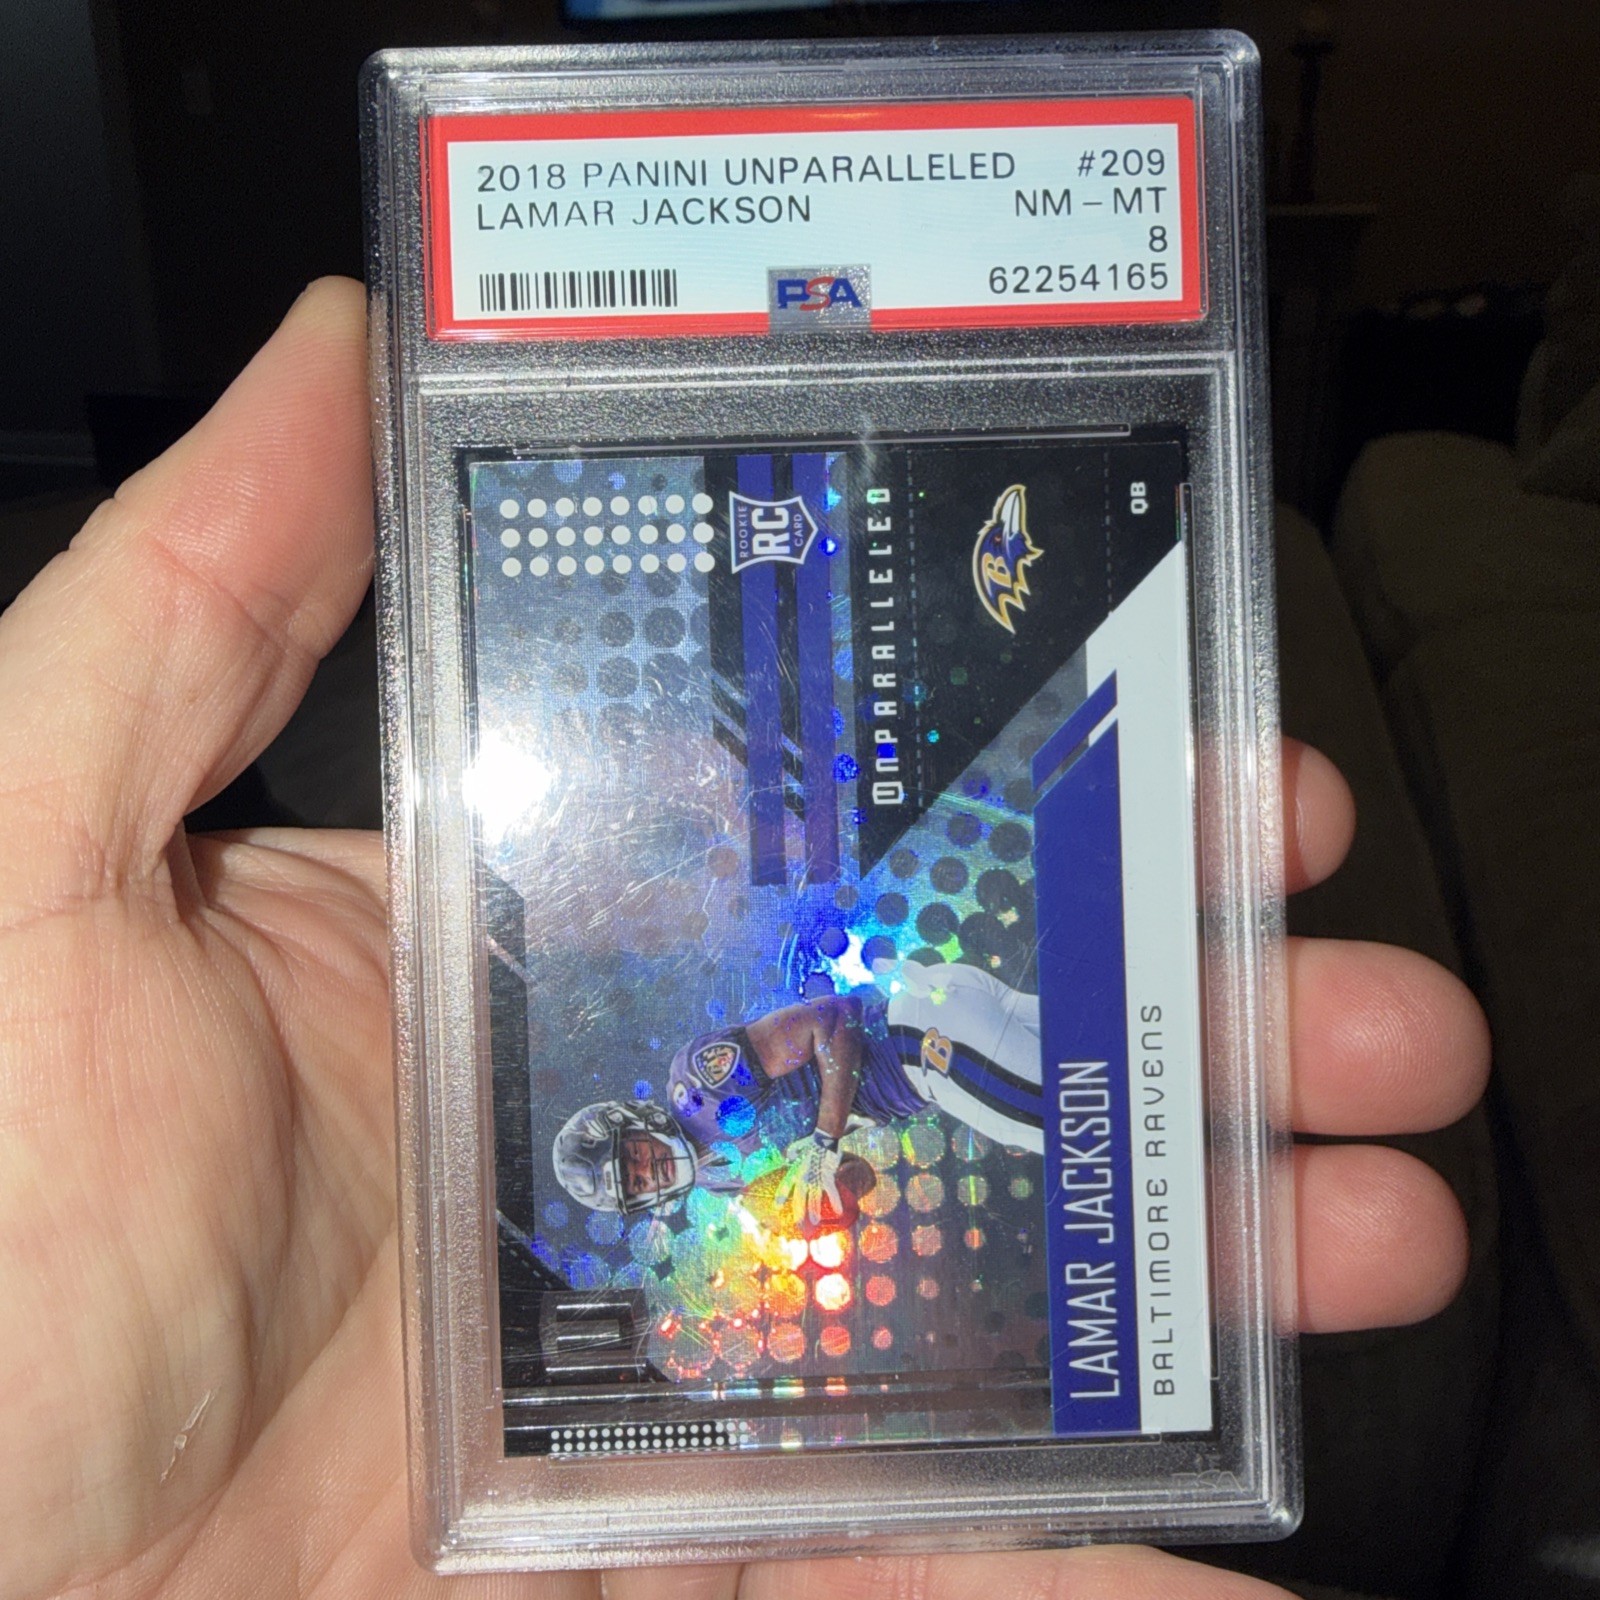 2018 PANINI UNPARALLELED #209
LAMAR JACKSON NM - MT
8
PSA 62254165
ROOKIE
RC
CARD
UNPARALLELED
B
QB
B
LAMAR JACKSON
BALTIMORE RAVENS
PSA